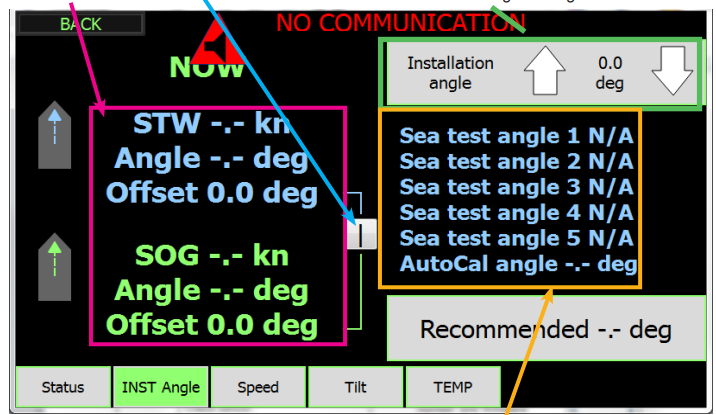 BACK
NO COMMUNICATION
NOW
STW -.- kn
Angle -.- deg
Offset 0.0 deg
SOG -.- kn
Angle -.- deg
Offset 0.0 deg
Installation
angle
0.0
deg
Sea test angle 1 N/A
Sea test angle 2 N/A
Sea test angle 3 N/A
Sea test angle 4 N/A
Sea test angle 5 N/A
AutoCal angle -.- deg
Recommended -.- deg
Status
INST Angle
Speed
Tilt
TEMP